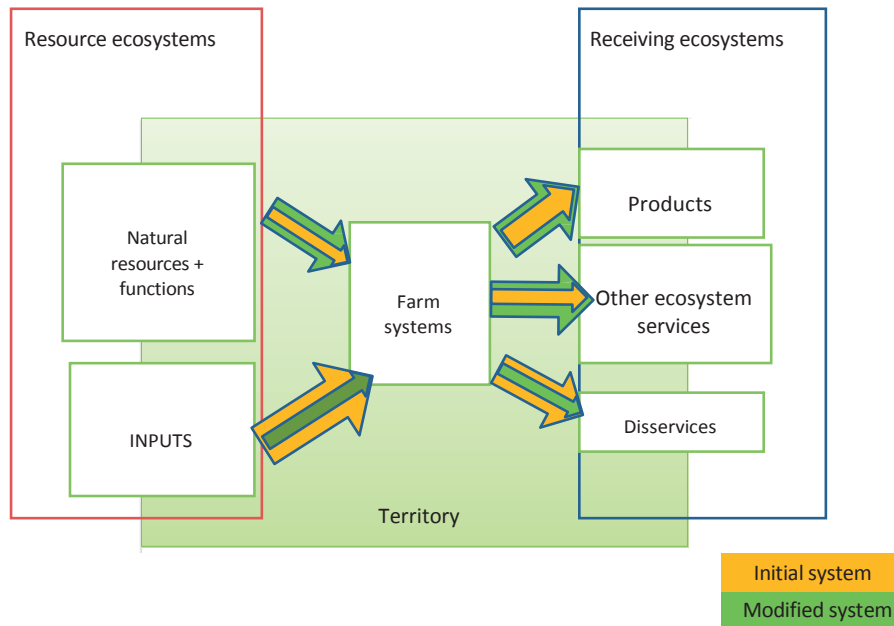 Resource ecosystems
Receiving ecosystems
Natural
resources +
functions
Farm
systems
Products
Other ecosystem
services
INPUTS
Disservices
Territory
Initial system
Modified system